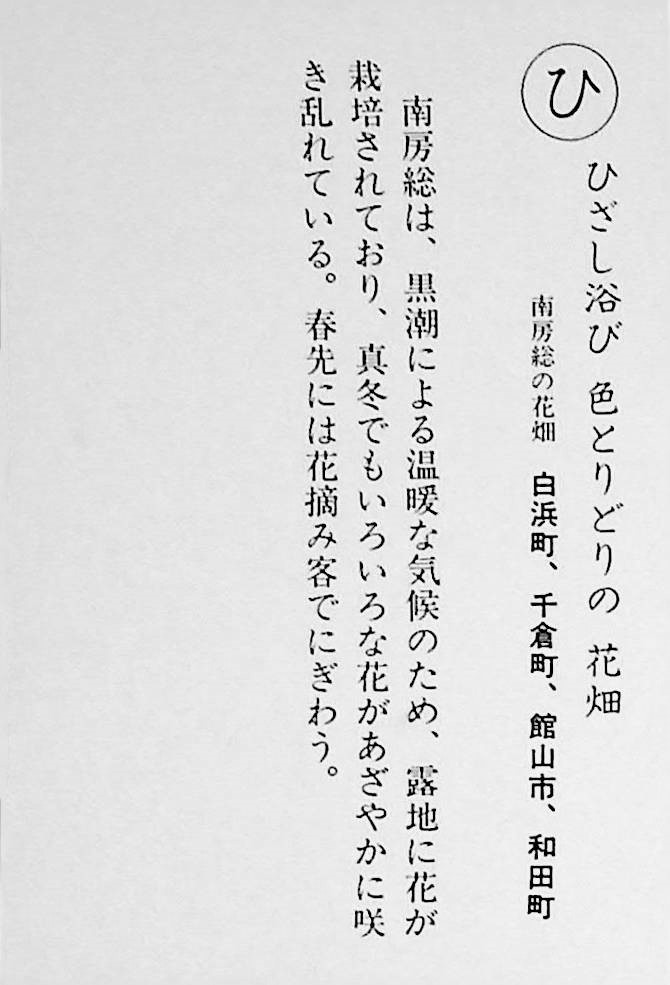 ひ
ひざし浴び 色とりどりの 花畑
南房総の花畑 白浜町、千倉町、館山市、和田町
南房総は、黒潮による温暖な気候のため、露地に花が
栽培されており、真冬でもいろいろな花があざやかに咲
き乱れている。春先には花摘み客でにぎわう。